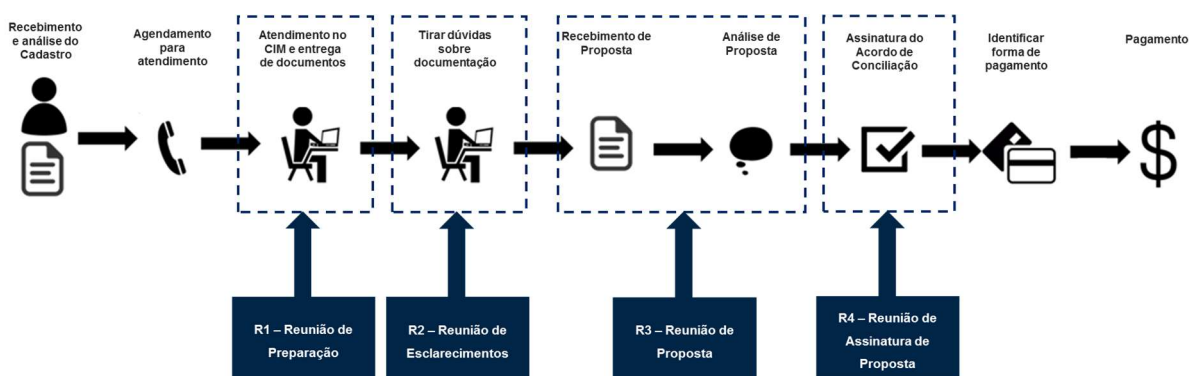 Recebimento
e análise do
Cadastro
Agendamento
para
atendimento
Atendimento no
CIM e entrega
de documentos
Tirar dúvidas
sobre
documentação
Recebimento de
Proposta
Análise de
Proposta
Assinatura do
Acordo de
Conciliação
Identificar
forma de
pagamento
Pagamento
R1 – Reunião de
Preparação
R2 – Reunião de
Esclarecimentos
R3 – Reunião de
Proposta
R4 – Reunião de
Assinatura de
Proposta